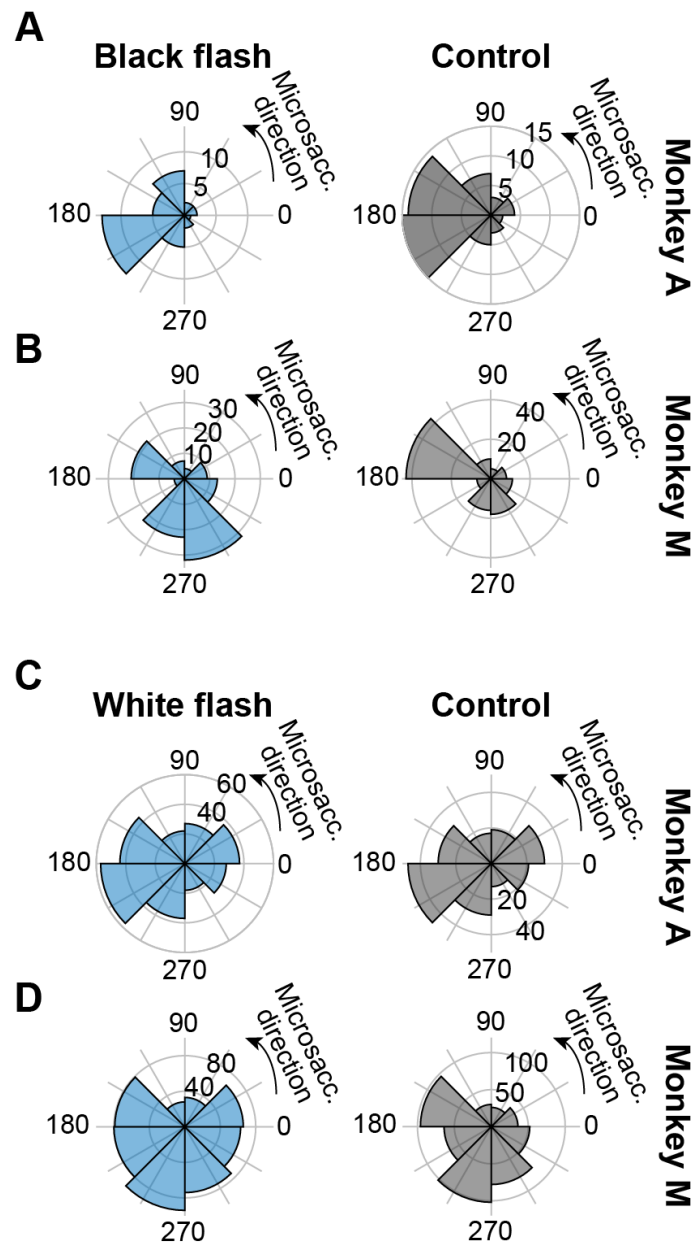 A
Black flash
Control
Microsacc.
direction
90
10
5
180
0
270
Microsacc.
direction
90
15
10
5
180
0
270
Monkey A
B
Microsacc.
direction
90
30
20
10
180
0
270
Microsacc.
direction
90
40
20
180
0
270
Monkey M
C
White flash
Control
Microsacc.
direction
90
60
40
180
0
270
Microsacc.
direction
90
180
0
20
40
270
Monkey A
D
Microsacc.
direction
90
80
40
180
0
270
Microsacc.
direction
90
100
50
180
0
270
Monkey M